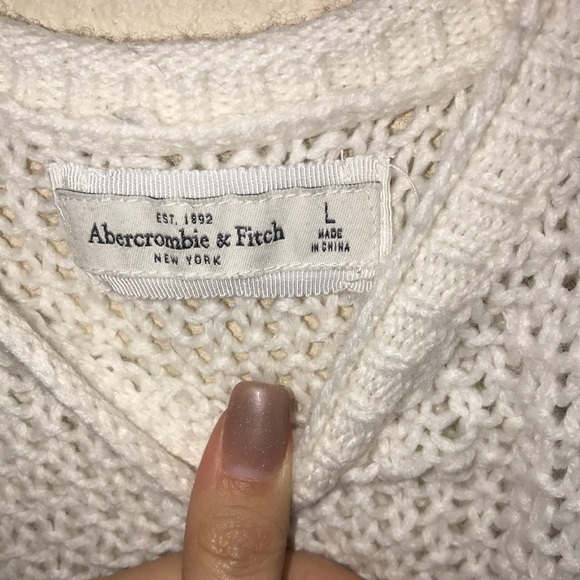 EST. 1892
Abercrombie & Fitch
NEW YORK
L
MADE
IN CHINA